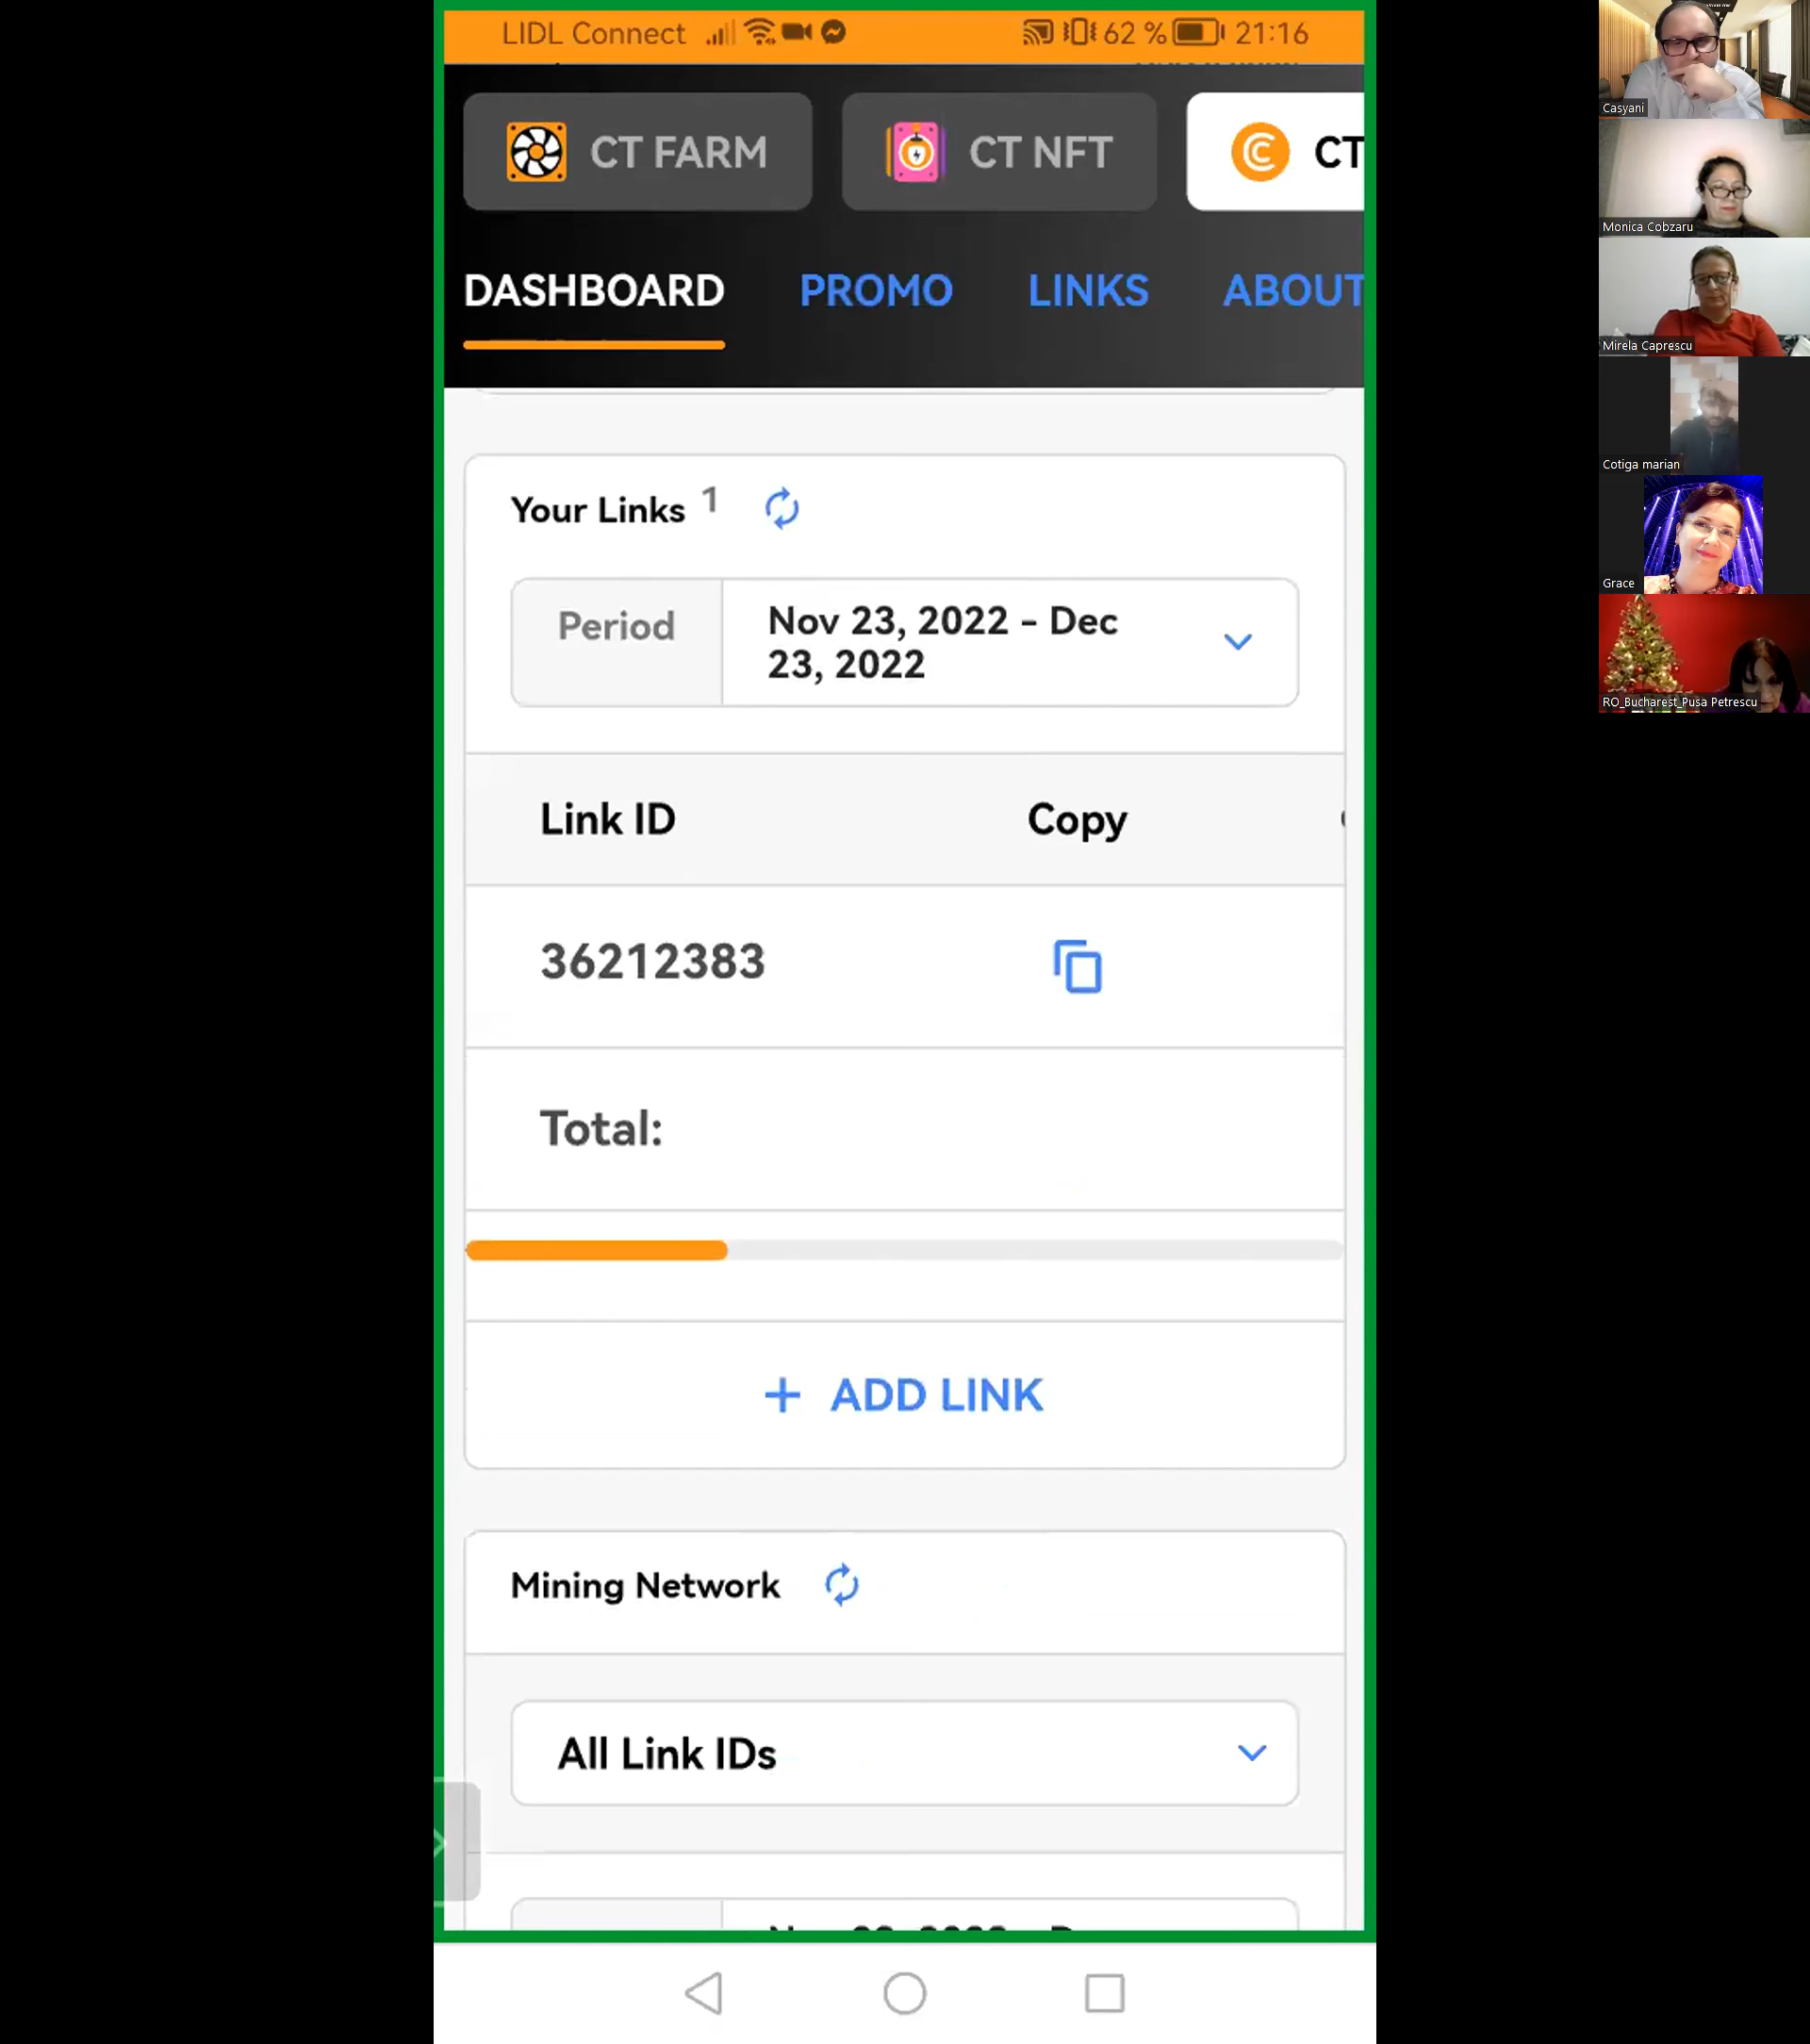 LIDL Connect 62 % 21:16
CT FARM CT NFT CT
DASHBOARD PROMO LINKS ABOUT
Your Links 1
Period Nov 23, 2022 - Dec
23, 2022
Link ID Copy
36212383
Total:
+ ADD LINK
Mining Network
All Link IDs
Casyani
Monica Cobzaru
Mirela Caprescu
Cotiga marian
Grace
RO_Bucharest_Pusa Petrescu